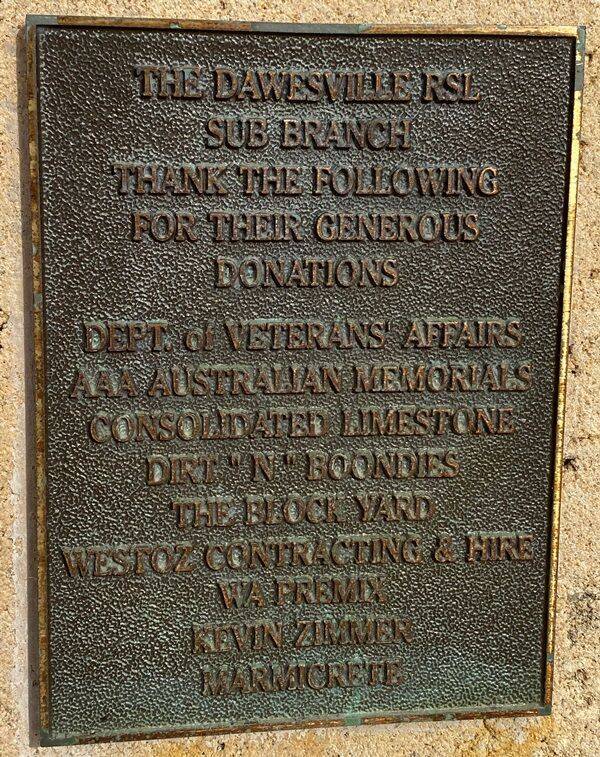 THE DAWESVILLE RSL
SUB BRANCH
THANK THE FOLLOWING
FOR THEIR GENEROUS
DONATIONS
DEPT. of VETERANS' AFFAIRS
AAA AUSTRALIAN MEMORIALS
CONSOLIDATED LIMESTONE
DIRT " N " BOONDIES
THE BLOCK YARD
WESTOZ CONTRACTING & HIRE
WA PREMIX
KEVIN ZIMMER
MARMICRETE